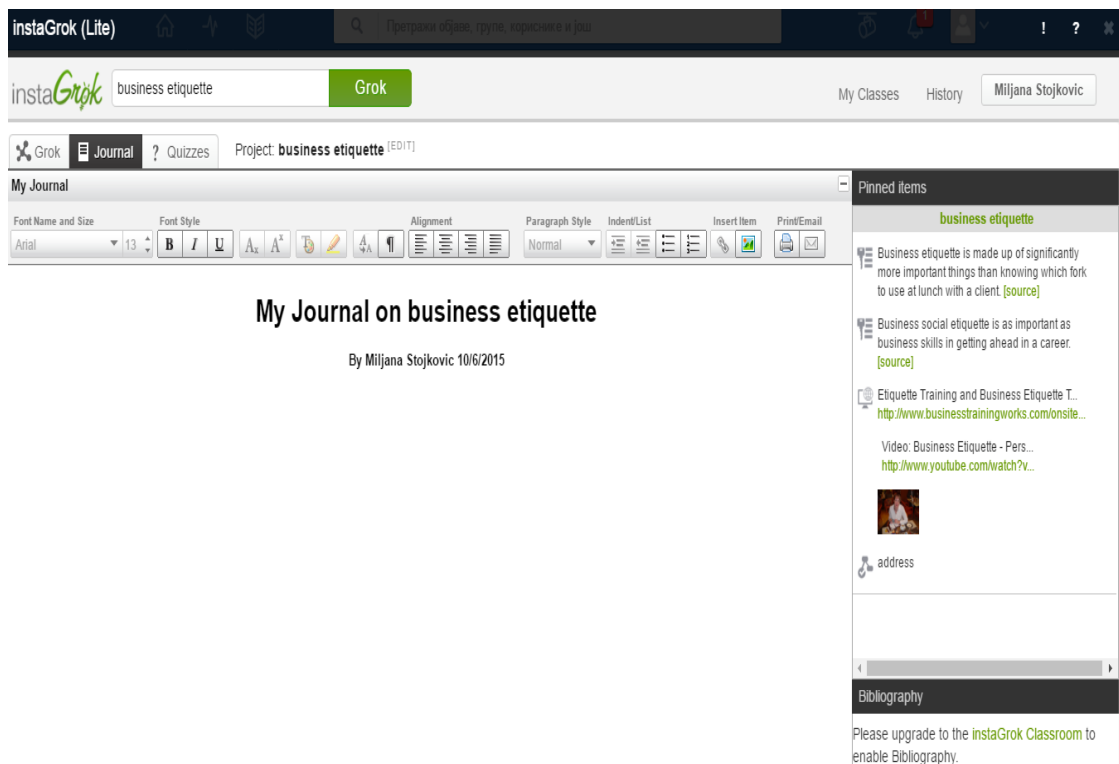 instaGrok (Lite)
Претражи објаве, групе, кориснике и још
1
! ? ×
instaGrok
business etiquette
Grok
My Classes
History
Miljana Stojkovic
Grok
Journal
? Quizzes
Project: business etiquette [EDIT]
My Journal
Font Name and Size
Font Style
Alignment
Paragraph Style
Indent/List
Insert Item
Print/Email
Arial
13
B I U
Normal
My Journal on business etiquette
By Miljana Stojkovic 10/6/2015
Pinned items
business etiquette
Business etiquette is made up of significantly
more important things than knowing which fork
to use at lunch with a client. [source]
Business social etiquette is as important as
business skills in getting ahead in a career.
[source]
Etiquette Training and Business Etiquette T...
http://www.businesstrainingworks.com/onsite...
Video: Business Etiquette - Pers...
http://www.youtube.com/watch?v...
address
Bibliography
Please upgrade to the instaGrok Classroom to
enable Bibliography.